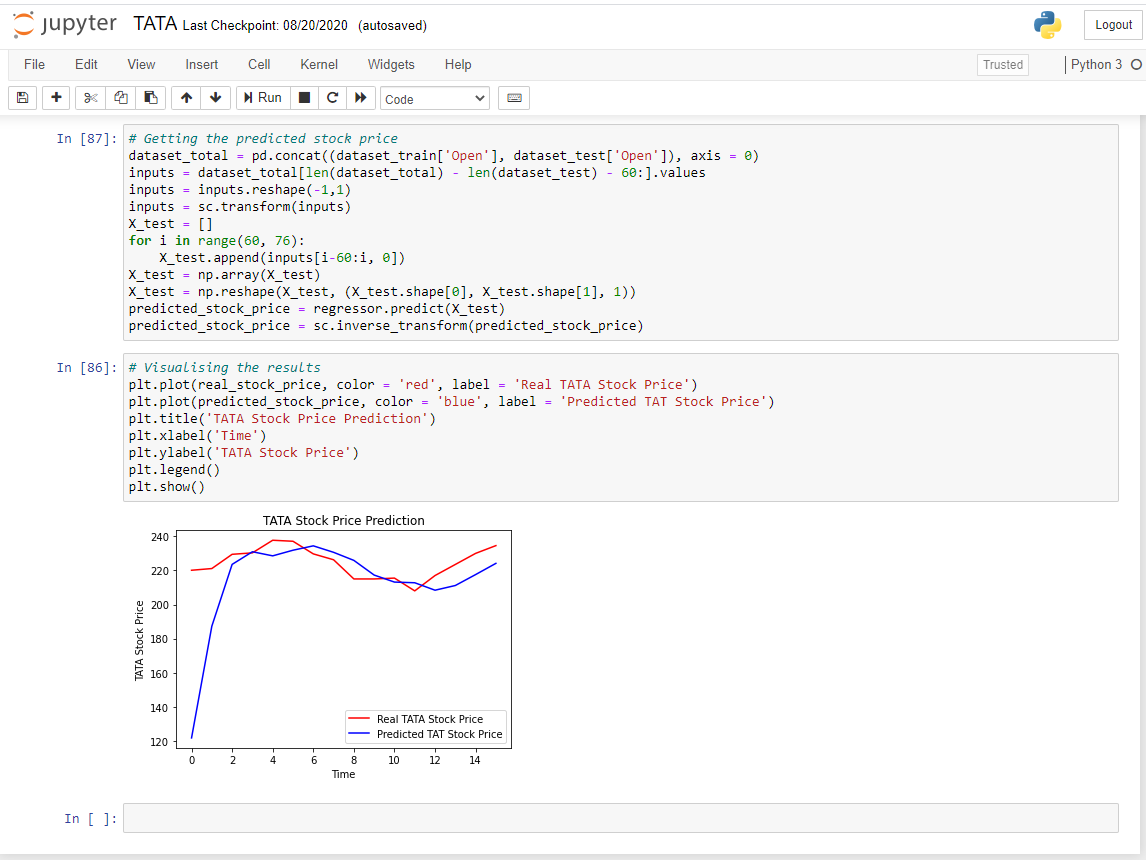 jupyter TATA Last Checkpoint: 08/20/2020 (autosaved)
Logout
File Edit View Insert Cell Kernel Widgets Help
Trusted
Python 3
Run
Code
In [87]:
# Getting the predicted stock price
dataset_total = pd.concat((dataset_train['Open'], dataset_test['Open']), axis = 0)
inputs = dataset_total[len(dataset_total) - len(dataset_test) - 60:].values
inputs = inputs.reshape(-1,1)
inputs = sc.transform(inputs)
X_test = []
for i in range(60, 76):
    X_test.append(inputs[i-60:i, 0])
X_test = np.array(X_test)
X_test = np.reshape(X_test, (X_test.shape[0], X_test.shape[1], 1))
predicted_stock_price = regressor.predict(X_test)
predicted_stock_price = sc.inverse_transform(predicted_stock_price)
In [86]:
# Visualising the results
plt.plot(real_stock_price, color = 'red', label = 'Real TATA Stock Price')
plt.plot(predicted_stock_price, color = 'blue', label = 'Predicted TAT Stock Price')
plt.title('TATA Stock Price Prediction')
plt.xlabel('Time')
plt.ylabel('TATA Stock Price')
plt.legend()
plt.show()
TATA Stock Price Prediction
TATA Stock Price
240
220
200
180
160
140
120
Real TATA Stock Price
Predicted TAT Stock Price
0 2 4 6 8 10 12 14
Time
In [ ]: